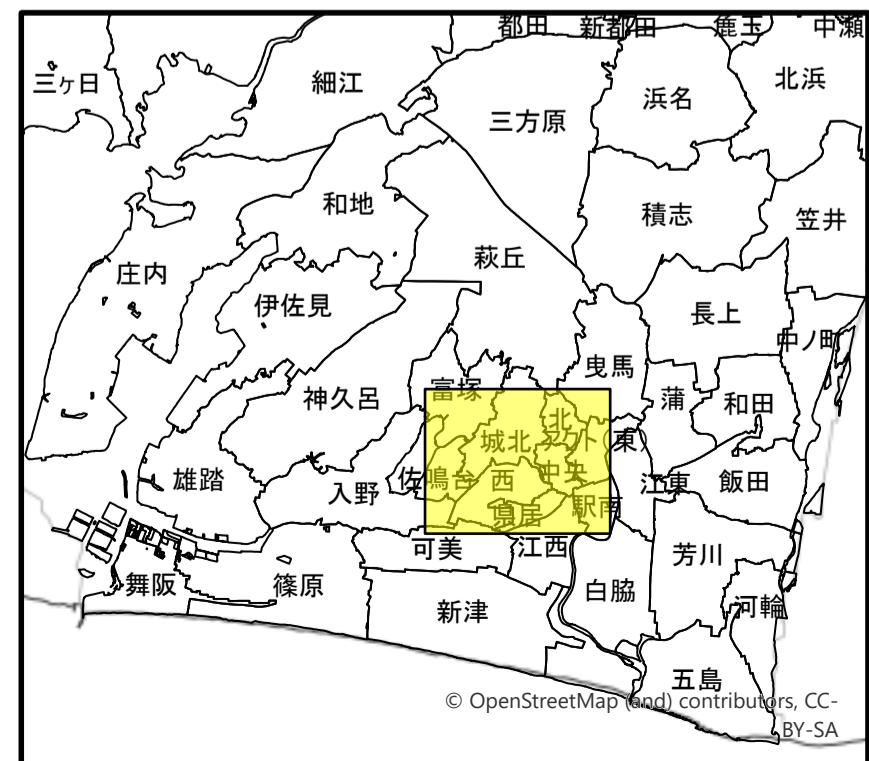 都田
新都田
鹿玉
中瀬
三ヶ日
細江
三方原
浜名
北浜
和地
積志
笠井
庄内
伊佐見
萩丘
長上
中ノ町
曳馬
神久呂
富塚
蒲
和田
北
城北
アクト(東)
雄踏
入野
佐鳴台
西
中央
江東
飯田
県居
駅南
可美
江西
芳川
舞阪
篠原
新津
白脇
河輪
五島
© OpenStreetMap (and) contributors, CC-
BY-SA